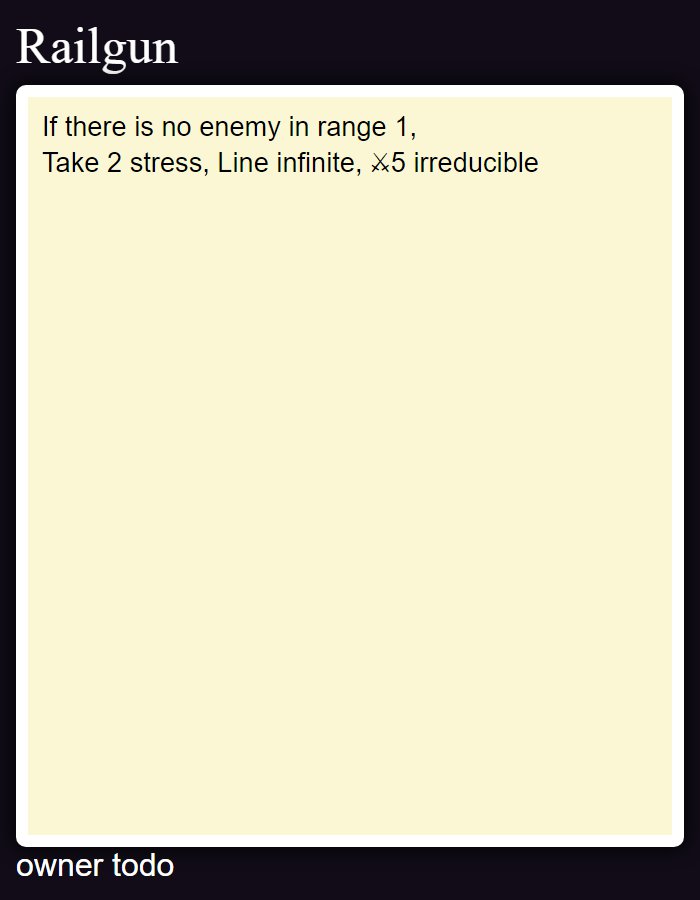 Railgun
If there is no enemy in range 1,
Take 2 stress, Line infinite, ⚔5 irreducible
owner todo